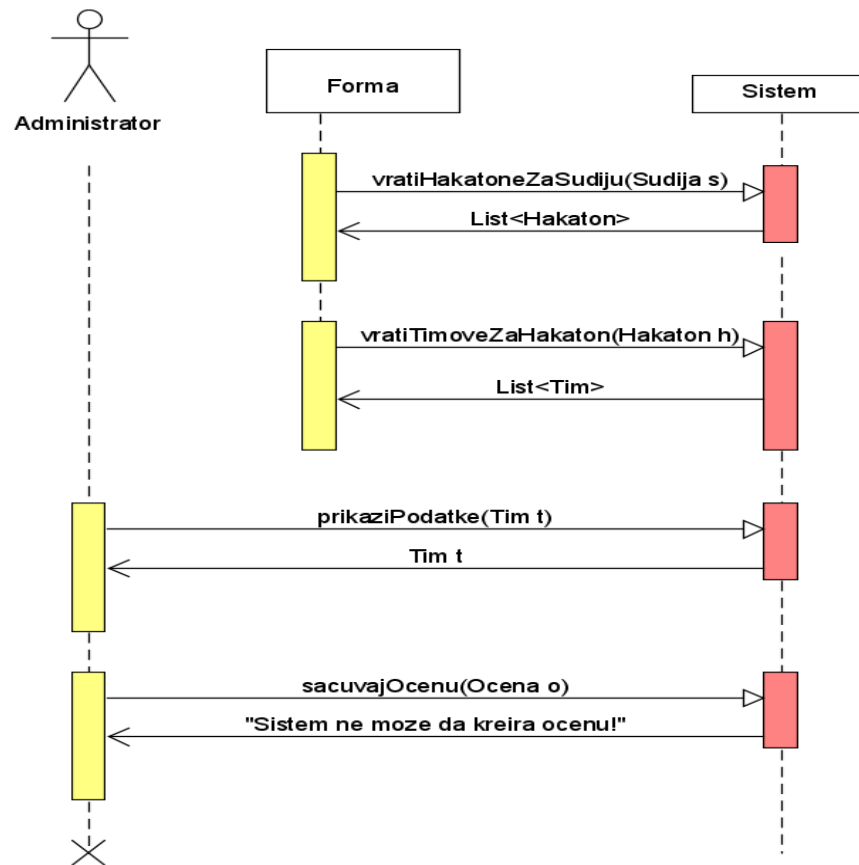 Administrator
Forma
Sistem
vratiHakatoneZaSudiju(Sudija s)
List<Hakaton>
vratiTimoveZaHakaton(Hakaton h)
List<Tim>
prikaziPodatke(Tim t)
Tim t
sacuvajOcenu(Ocena o)
"Sistem ne moze da kreira ocenu!"